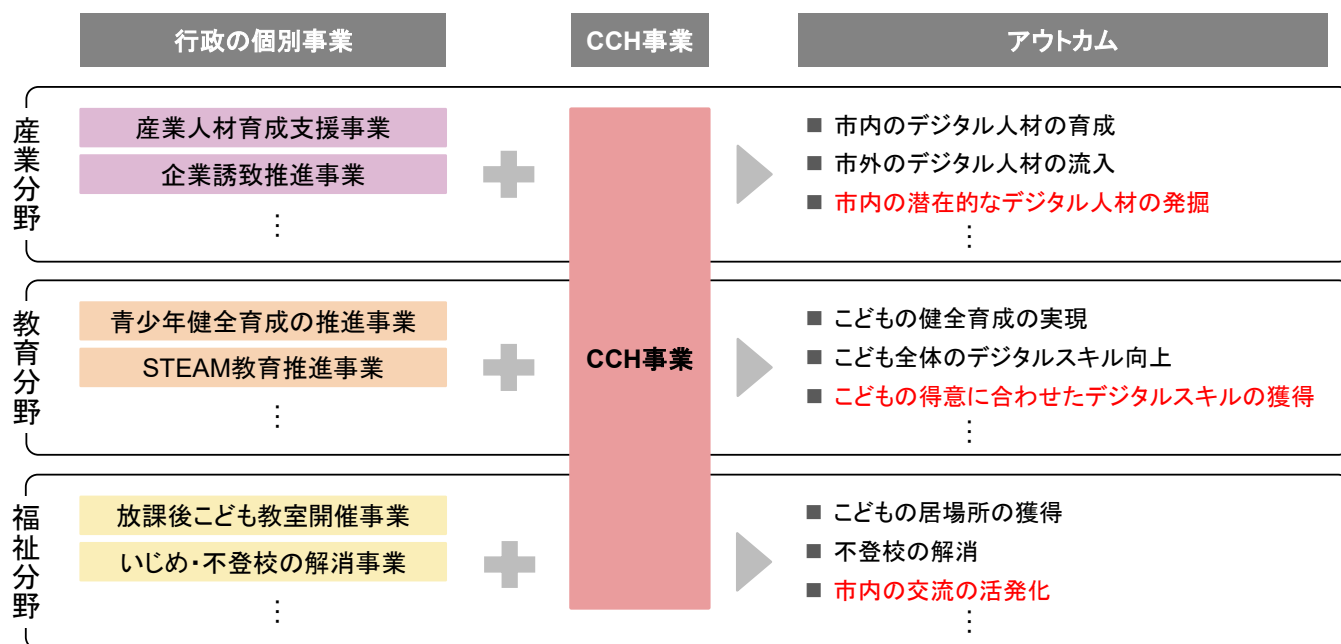 行政の個別事業
CCH事業
アウトカム
産業分野
産業人材育成支援事業
企業誘致推進事業
⋮
■ 市内のデジタル人材の育成
■ 市外のデジタル人材の流入
■ 市内の潜在的なデジタル人材の発掘
⋮
教育分野
青少年健全育成の推進事業
STEAM教育推進事業
⋮
CCH事業
■ こどもの健全育成の実現
■ こども全体のデジタルスキル向上
■ こどもの得意に合わせたデジタルスキルの獲得
⋮
福祉分野
放課後こども教室開催事業
いじめ・不登校の解消事業
⋮
■ こどもの居場所の獲得
■ 不登校の解消
■ 市内の交流の活発化
⋮